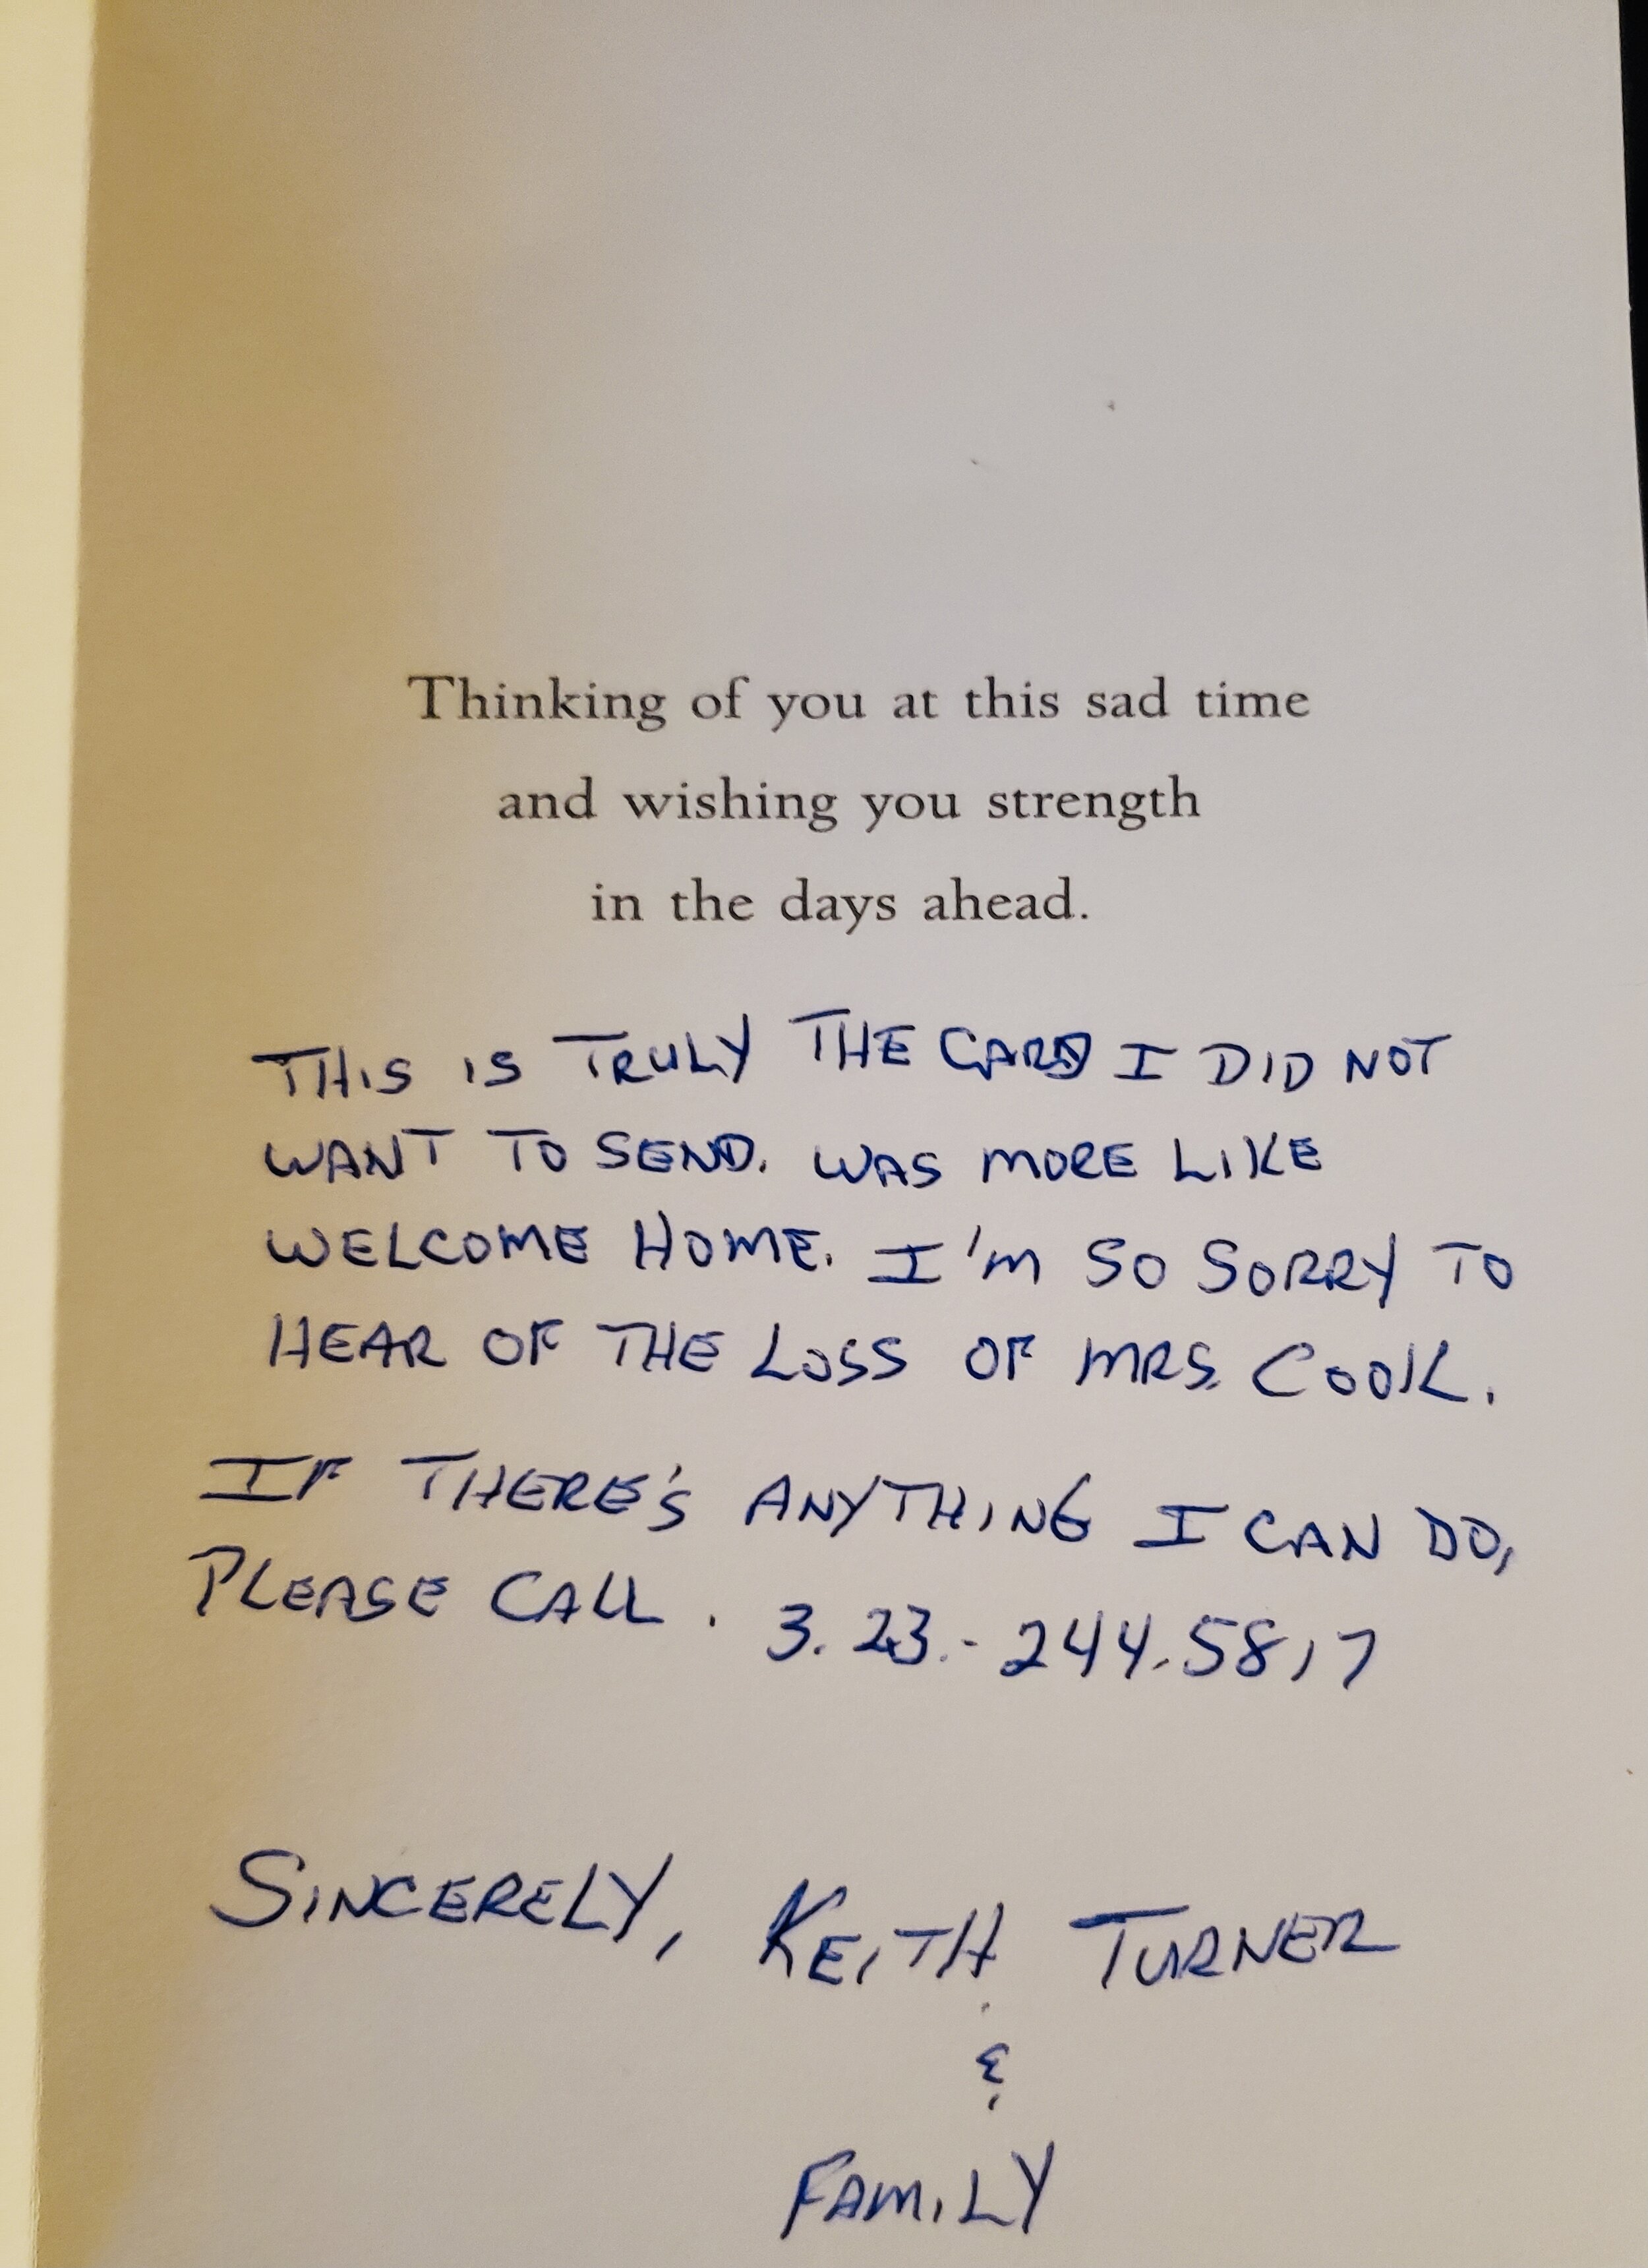 Thinking of you at this sad time
and wishing you strength
in the days ahead.
THIS IS TRULY THE CARD I DID NOT
WANT TO SEND. WAS MORE LIKE
WELCOME HOME. I'M SO SORRY TO
HEAR OF THE LOSS OF MRS. COOK.
IF THERE'S ANYTHING I CAN DO,
PLEASE CALL. 3.23.-244.5817
SINCERELY, KEITH TURNER
&
FAMILY